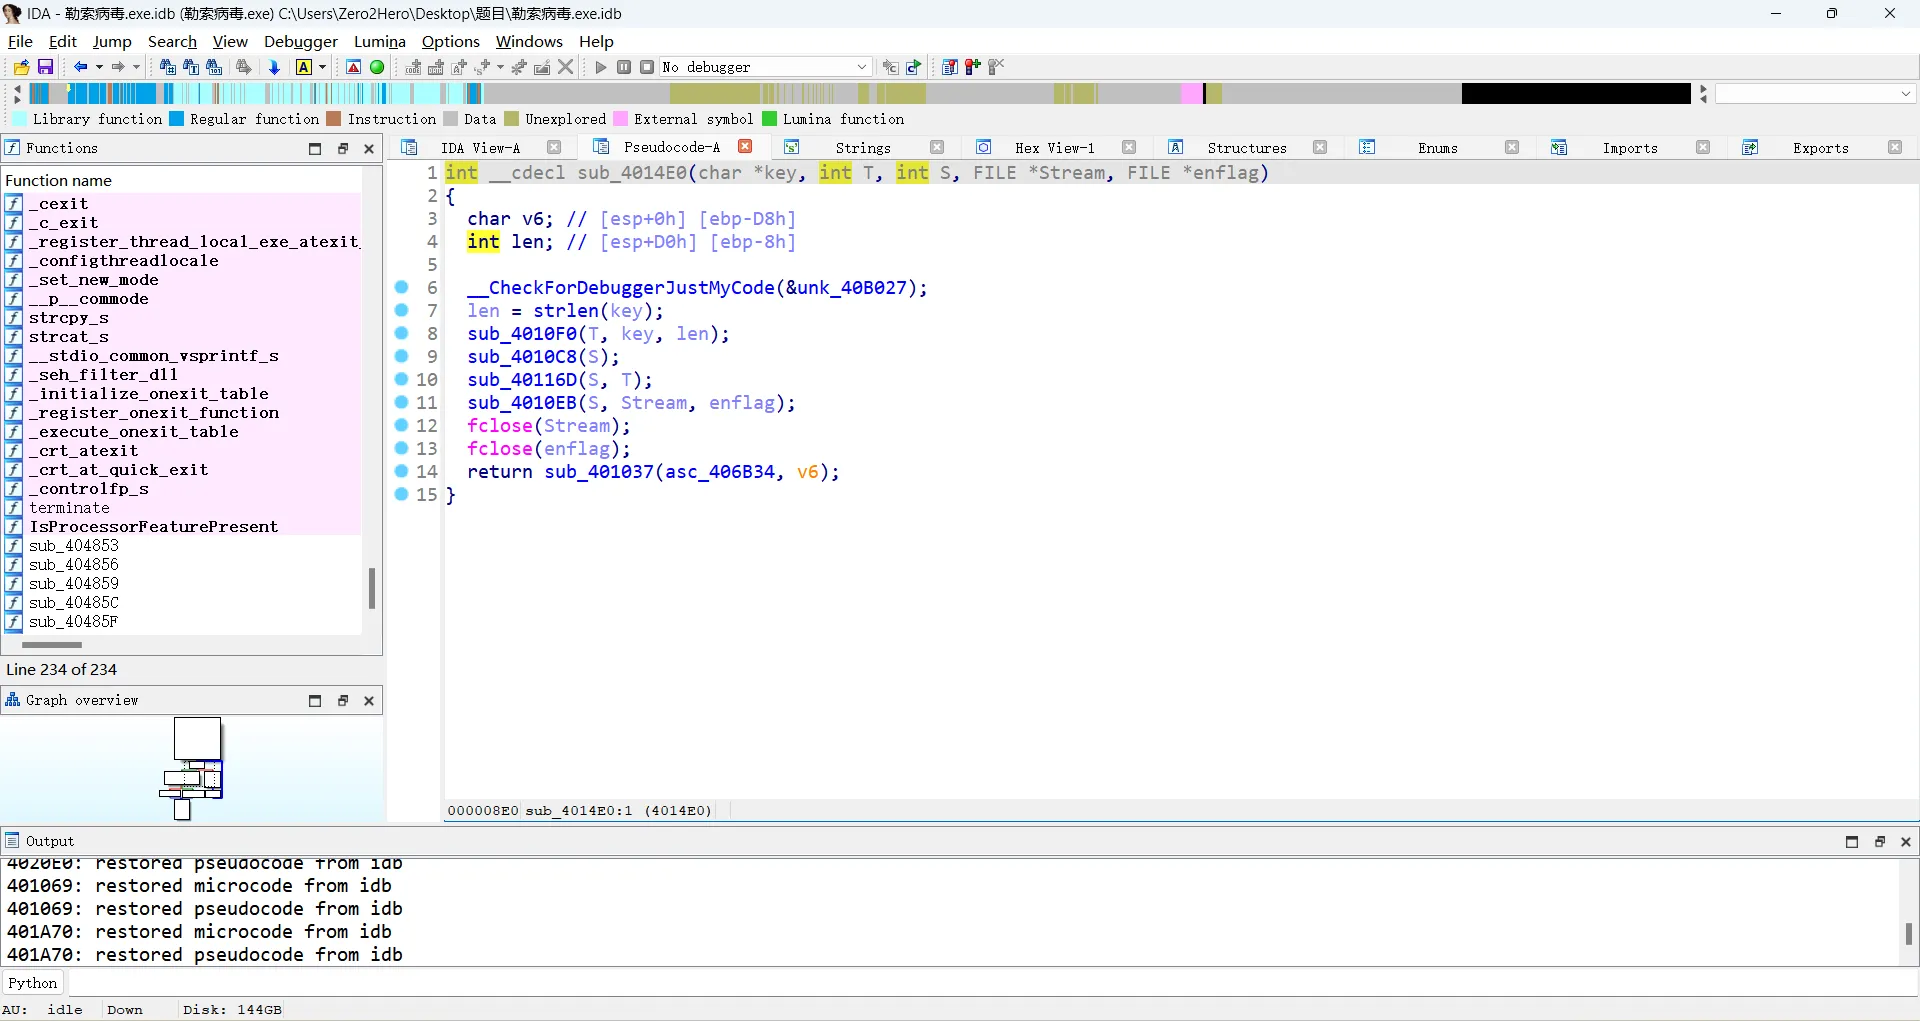 IDA - 勒索病毒.exe.idb (勒索病毒.exe) C:\Users\Zero2Hero\Desktop\题目\勒索病毒.exe.idb
File Edit Jump Search View Debugger Lumina Options Windows Help
No debugger
Library function Regular function Instruction Data Unexplored External symbol Lumina function
Functions
IDA View-A Pseudocode-A Strings Hex View-1 Structures Enums Imports Exports
Function name
_cexit
_c_exit
_register_thread_local_exe_atexit_
_configthreadlocale
_set_new_mode
__p__commode
strcpy_s
strcat_s
__stdio_common_vsprintf_s
_seh_filter_dll
_initialize_onexit_table
_register_onexit_function
_execute_onexit_table
_crt_atexit
_crt_at_quick_exit
_controlfp_s
terminate
IsProcessorFeaturePresent
sub_404853
sub_404856
sub_404859
sub_40485C
sub_40485F
Line 234 of 234
Graph overview
1 int __cdecl sub_4014E0(char *key, int T, int S, FILE *Stream, FILE *enflag)
2 {
3 char v6; // [esp+0h] [ebp-D8h]
4 int len; // [esp+D0h] [ebp-8h]
5
6 __CheckForDebuggerJustMyCode(&unk_40B027);
7 len = strlen(key);
8 sub_4010F0(T, key, len);
9 sub_4010C8(S);
10 sub_40116D(S, T);
11 sub_4010EB(S, Stream, enflag);
12 fclose(Stream);
13 fclose(enflag);
14 return sub_401037(asc_406B34, v6);
15 }
000008E0 sub_4014E0:1 (4014E0)
Output
4020E0: restored pseudocode from idb
401069: restored microcode from idb
401069: restored pseudocode from idb
401A70: restored microcode from idb
401A70: restored pseudocode from idb
Python
AU: idle Down Disk: 144GB